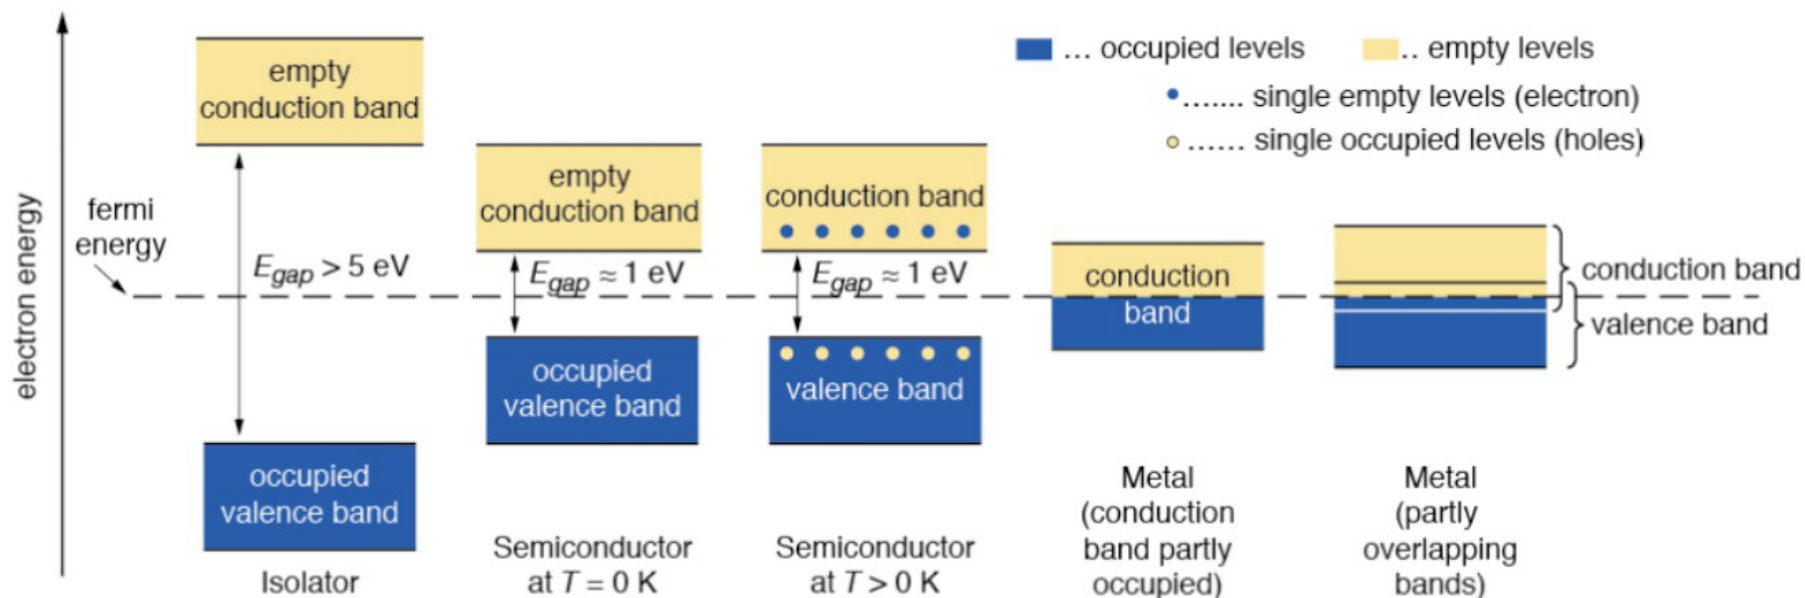 electron energy
fermi
energy
empty
conduction band
E_gap > 5 eV
occupied
valence band
Isolator
empty
conduction band
E_gap ≈ 1 eV
occupied
valence band
Semiconductor
at T = 0 K
conduction band
E_gap ≈ 1 eV
valence band
Semiconductor
at T > 0 K
... occupied levels
.. empty levels
....... single empty levels (electron)
...... single occupied levels (holes)
conduction
band
Metal
(conduction
band partly
occupied)
conduction band
valence band
Metal
(partly
overlapping
bands)